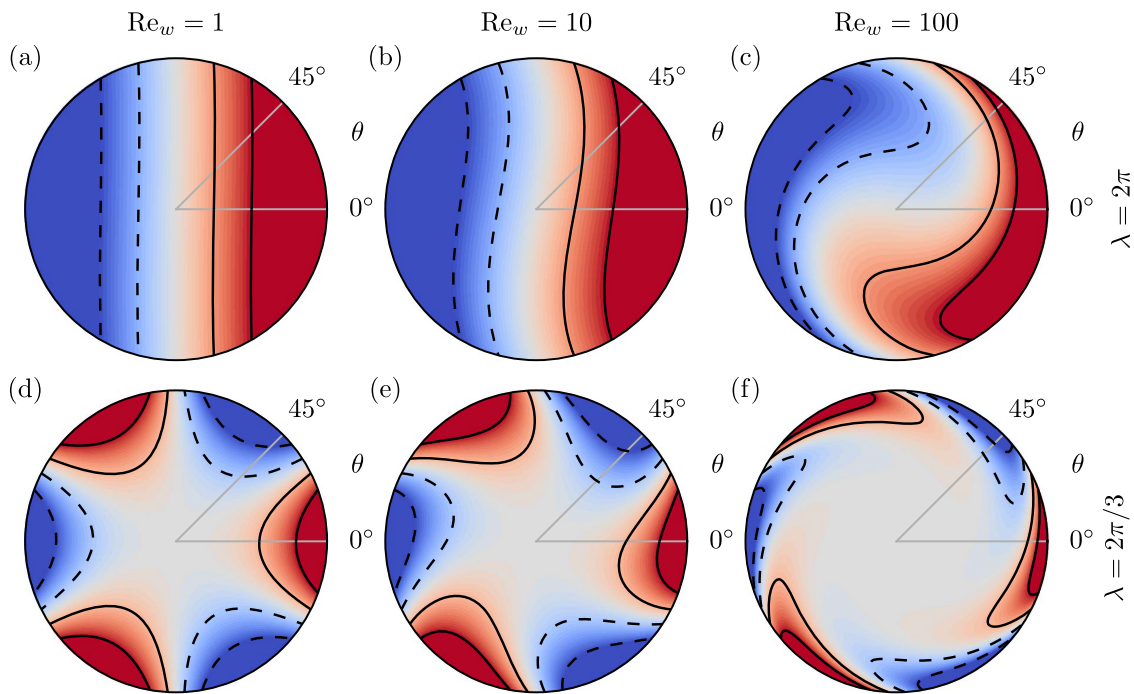 Re_w = 1 Re_w = 10 Re_w = 100
(a) 45° (b) 45° (c) 45°
θ θ θ
0° 0° 0°
λ = 2π
(d) 45° (e) 45° (f) 45°
θ θ θ
0° 0° 0°
λ = 2π/3